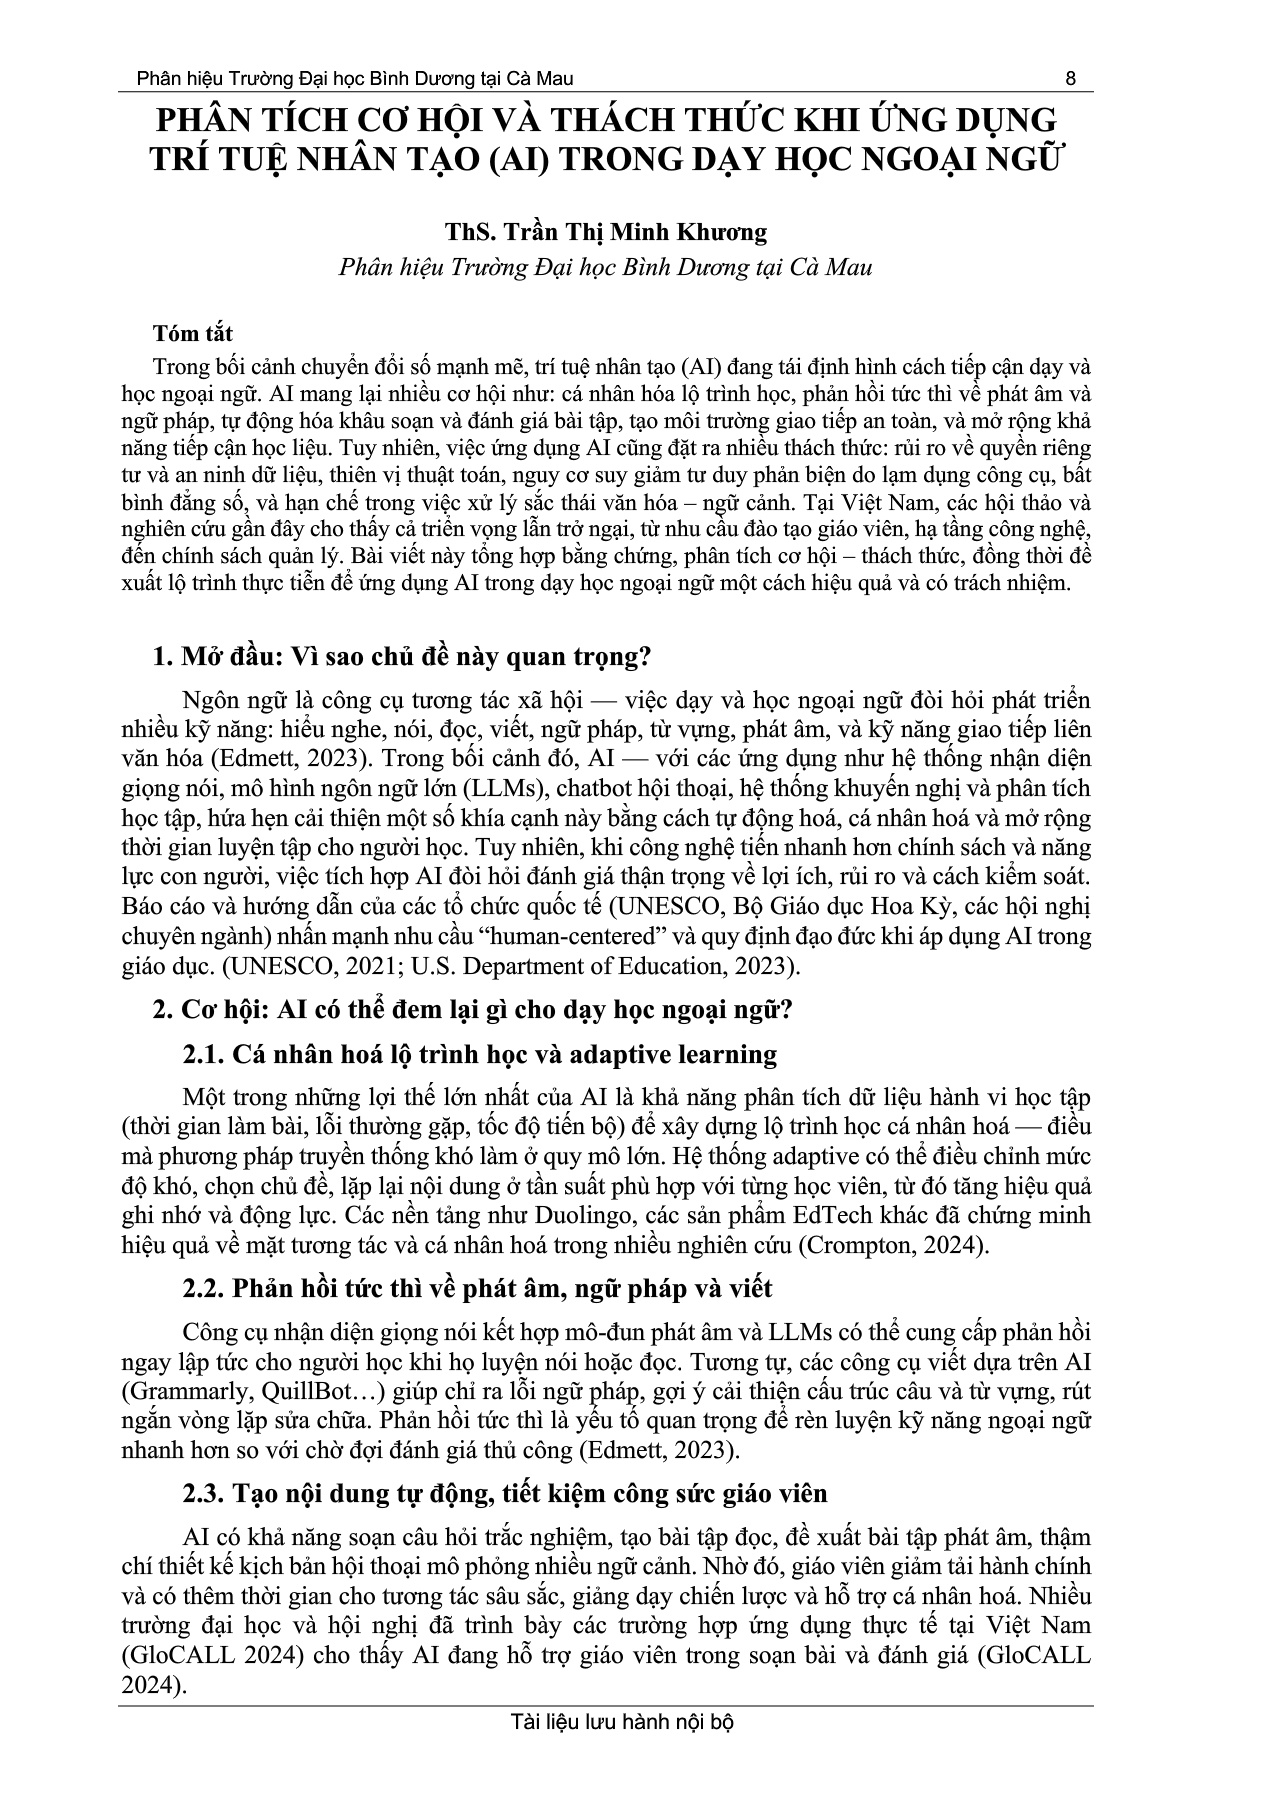 Phân hiệu Trường Đại học Bình Dương tại Cà Mau 8
PHÂN TÍCH CƠ HỘI VÀ THÁCH THỨC KHI ỨNG DỤNG
TRÍ TUỆ NHÂN TẠO (AI) TRONG DẠY HỌC NGOẠI NGỮ
ThS. Trần Thị Minh Khương
Phân hiệu Trường Đại học Bình Dương tại Cà Mau
Tóm tắt
Trong bối cảnh chuyển đổi số mạnh mẽ, trí tuệ nhân tạo (AI) đang tái định hình cách tiếp cận dạy và
học ngoại ngữ. AI mang lại nhiều cơ hội như: cá nhân hóa lộ trình học, phản hồi tức thì về phát âm và
ngữ pháp, tự động hóa khâu soạn và đánh giá bài tập, tạo môi trường giao tiếp an toàn, và mở rộng khả
năng tiếp cận học liệu. Tuy nhiên, việc ứng dụng AI cũng đặt ra nhiều thách thức: rủi ro về quyền riêng
tư và an ninh dữ liệu, thiên vị thuật toán, nguy cơ suy giảm tư duy phản biện do lạm dụng công cụ, bất
bình đẳng số, và hạn chế trong việc xử lý sắc thái văn hóa – ngữ cảnh. Tại Việt Nam, các hội thảo và
nghiên cứu gần đây cho thấy cả triển vọng lẫn trở ngại, từ nhu cầu đào tạo giáo viên, hạ tầng công nghệ,
đến chính sách quản lý. Bài viết này tổng hợp bằng chứng, phân tích cơ hội – thách thức, đồng thời đề
xuất lộ trình thực tiễn để ứng dụng AI trong dạy học ngoại ngữ một cách hiệu quả và có trách nhiệm.
1. Mở đầu: Vì sao chủ đề này quan trọng?
Ngôn ngữ là công cụ tương tác xã hội — việc dạy và học ngoại ngữ đòi hỏi phát triển
nhiều kỹ năng: hiểu nghe, nói, đọc, viết, ngữ pháp, từ vựng, phát âm, và kỹ năng giao tiếp liên
văn hóa (Edmett, 2023). Trong bối cảnh đó, AI — với các ứng dụng như hệ thống nhận diện
giọng nói, mô hình ngôn ngữ lớn (LLMs), chatbot hội thoại, hệ thống khuyến nghị và phân tích
học tập, hứa hẹn cải thiện một số khía cạnh này bằng cách tự động hoá, cá nhân hoá và mở rộng
thời gian luyện tập cho người học. Tuy nhiên, khi công nghệ tiến nhanh hơn chính sách và năng
lực con người, việc tích hợp AI đòi hỏi đánh giá thận trọng về lợi ích, rủi ro và cách kiểm soát.
Báo cáo và hướng dẫn của các tổ chức quốc tế (UNESCO, Bộ Giáo dục Hoa Kỳ, các hội nghị
chuyên ngành) nhấn mạnh nhu cầu “human-centered” và quy định đạo đức khi áp dụng AI trong
giáo dục. (UNESCO, 2021; U.S. Department of Education, 2023).
2. Cơ hội: AI có thể đem lại gì cho dạy học ngoại ngữ?
2.1. Cá nhân hoá lộ trình học và adaptive learning
Một trong những lợi thế lớn nhất của AI là khả năng phân tích dữ liệu hành vi học tập
(thời gian làm bài, lỗi thường gặp, tốc độ tiến bộ) để xây dựng lộ trình học cá nhân hoá — điều
mà phương pháp truyền thống khó làm ở quy mô lớn. Hệ thống adaptive có thể điều chỉnh mức
độ khó, chọn chủ đề, lặp lại nội dung ở tần suất phù hợp với từng học viên, từ đó tăng hiệu quả
ghi nhớ và động lực. Các nền tảng như Duolingo, các sản phẩm EdTech khác đã chứng minh
hiệu quả về mặt tương tác và cá nhân hoá trong nhiều nghiên cứu (Crompton, 2024).
2.2. Phản hồi tức thì về phát âm, ngữ pháp và viết
Công cụ nhận diện giọng nói kết hợp mô-đun phát âm và LLMs có thể cung cấp phản hồi
ngay lập tức cho người học khi họ luyện nói hoặc đọc. Tương tự, các công cụ viết dựa trên AI
(Grammarly, QuillBot…) giúp chỉ ra lỗi ngữ pháp, gợi ý cải thiện cấu trúc câu và từ vựng, rút
ngắn vòng lặp sửa chữa. Phản hồi tức thì là yếu tố quan trọng để rèn luyện kỹ năng ngoại ngữ
nhanh hơn so với chờ đợi đánh giá thủ công (Edmett, 2023).
2.3. Tạo nội dung tự động, tiết kiệm công sức giáo viên
AI có khả năng soạn câu hỏi trắc nghiệm, tạo bài tập đọc, đề xuất bài tập phát âm, thậm
chí thiết kế kịch bản hội thoại mô phỏng nhiều ngữ cảnh. Nhờ đó, giáo viên giảm tải hành chính
và có thêm thời gian cho tương tác sâu sắc, giảng dạy chiến lược và hỗ trợ cá nhân hoá. Nhiều
trường đại học và hội nghị đã trình bày các trường hợp ứng dụng thực tế tại Việt Nam
(GloCALL 2024) cho thấy AI đang hỗ trợ giáo viên trong soạn bài và đánh giá (GloCALL
2024).
Tài liệu lưu hành nội bộ